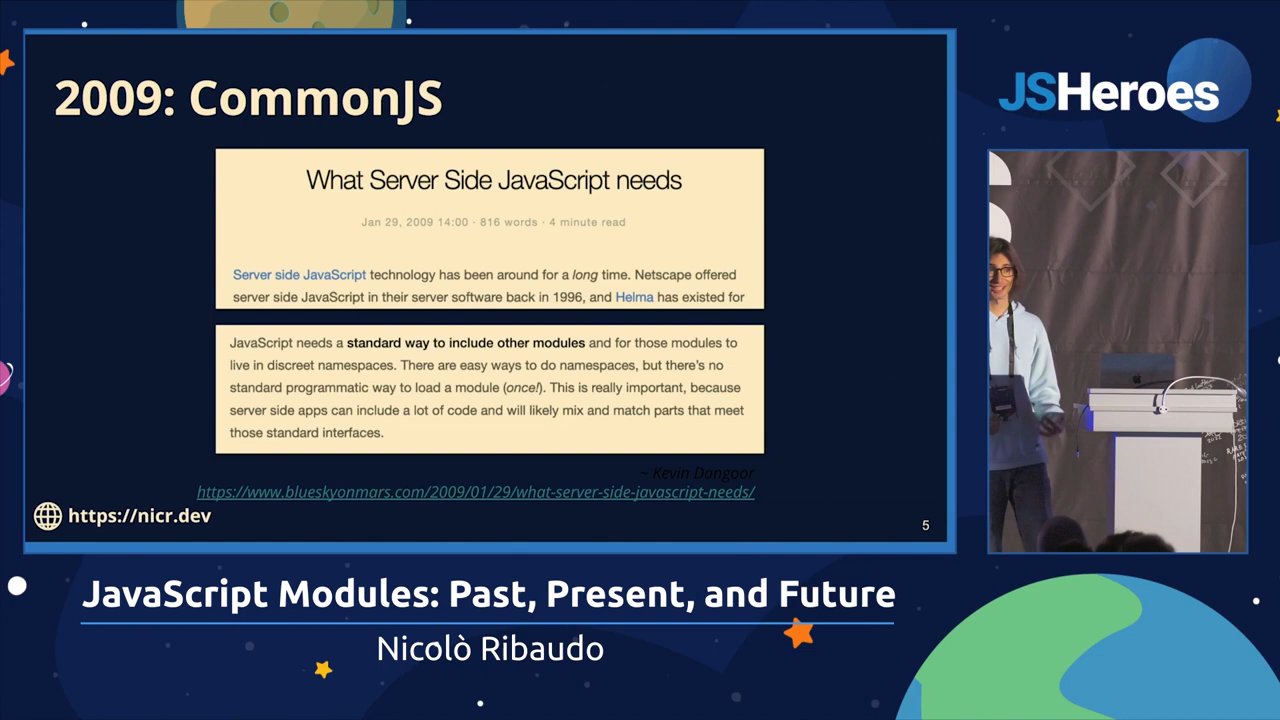 2009: CommonJS
What Server Side JavaScript needs
Jan 29, 2009 14:00 · 816 words · 4 minute read
Server side JavaScript technology has been around for a long time. Netscape offered
server side JavaScript in their server software back in 1996, and Helma has existed for
JavaScript needs a standard way to include other modules and for those modules to
live in discreet namespaces. There are easy ways to do namespaces, but there's no
standard programmatic way to load a module (once!). This is really important, because
server side apps can include a lot of code and will likely mix and match parts that meet
those standard interfaces.
– Kevin Dangoor
https://www.blueskyonmars.com/2009/01/29/what-server-side-javascript-needs/
https://nicr.dev
5
JSHeroes
JavaScript Modules: Past, Present, and Future
Nicolò Ribaudo